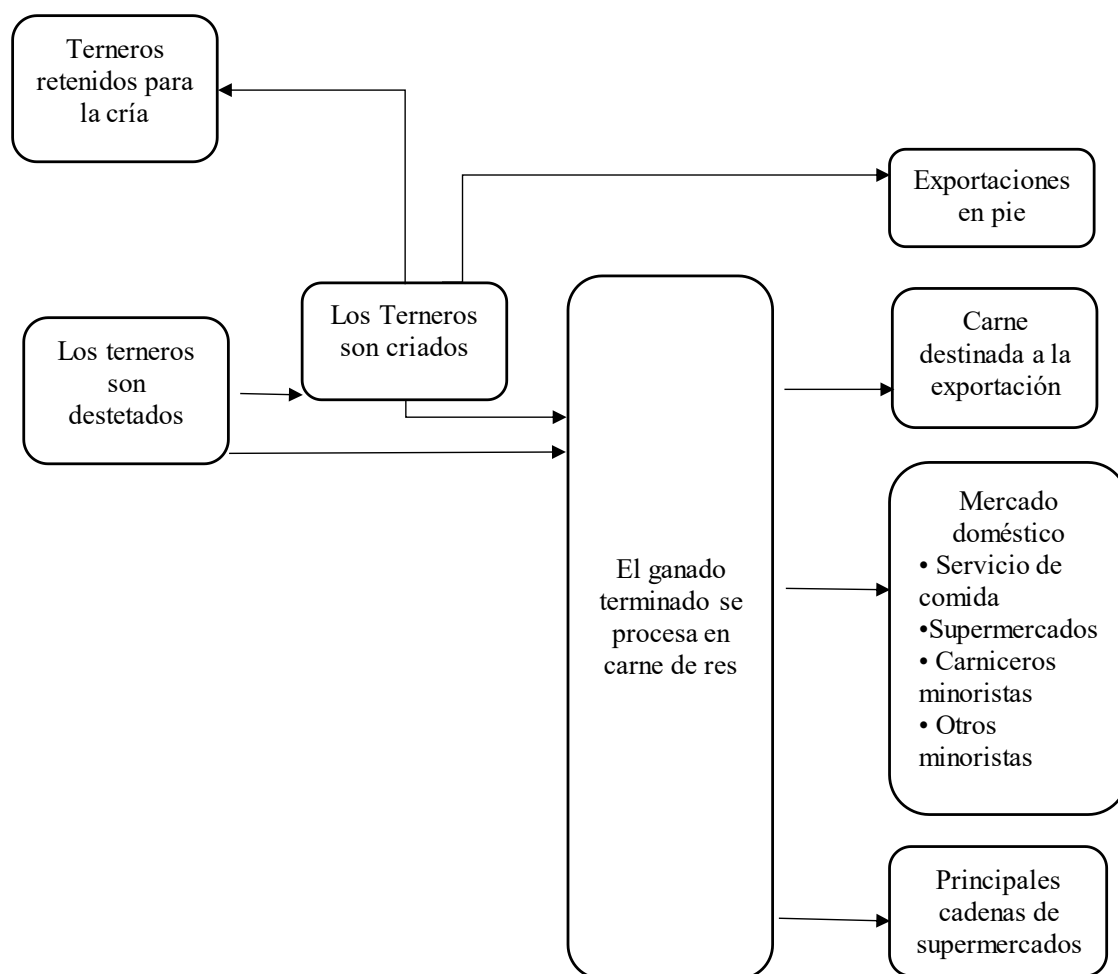 Terneros
retenidos para
la cría
Exportaciones
en pie
Los Terneros
son criados
Los terneros
son
destetados
Carne
destinada a la
exportación
El ganado
terminado se
procesa en
carne de res
Mercado
doméstico
• Servicio de
comida
•Supermercados
• Carniceros
minoristas
• Otros
minoristas
Principales
cadenas de
supermercados